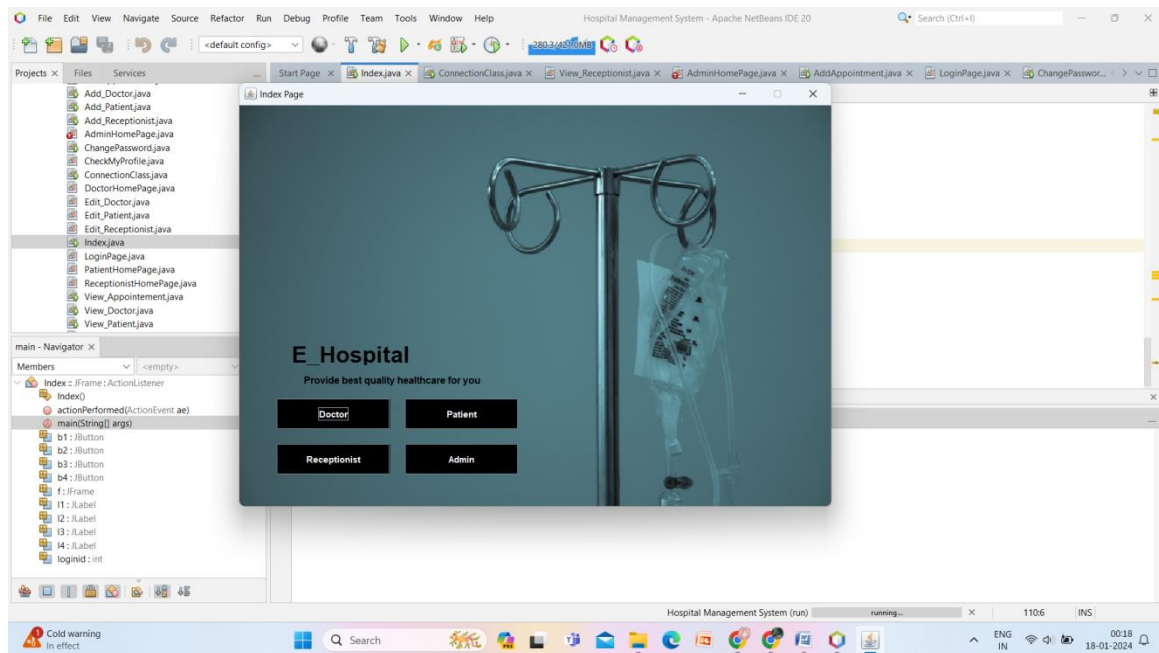 File Edit View Navigate Source Refactor Run Debug Profile Team Tools Window Help
Hospital Management System - Apache NetBeans IDE 20
Search (Ctrl+I)
<default config>
280.3/421.0MB
Projects Files Services
Start Page Index.java ConnectionClass.java View_Receptionist.java AdminHomePage.java AddAppointment.java LoginPage.java ChangePasswor...
Add_Doctor.java
Add_Patient.java
Add_Receptionist.java
AdminHomePage.java
ChangePassword.java
CheckMyProfile.java
ConnectionClass.java
DoctorHomePage.java
Edit_Doctor.java
Edit_Patient.java
Edit_Receptionist.java
Index.java
LoginPage.java
PatientHomePage.java
ReceptionistHomePage.java
View_Appointement.java
View_Doctor.java
View_Patient.java
main - Navigator
Members <empty>
Index :: JFrame : ActionListener
Index()
actionPerformed(ActionEvent ae)
main(String[] args)
b1 : JButton
b2 : JButton
b3 : JButton
b4 : JButton
f : JFrame
l1 : JLabel
l2 : JLabel
l3 : JLabel
l4 : JLabel
loginid : int
Index Page
E_Hospital
Provide best quality healthcare for you
Doctor Patient
Receptionist Admin
Hospital Management System (run) running... 110:6 INS
Cold warning
In effect
Search
ENG
IN
00:18
18-01-2024